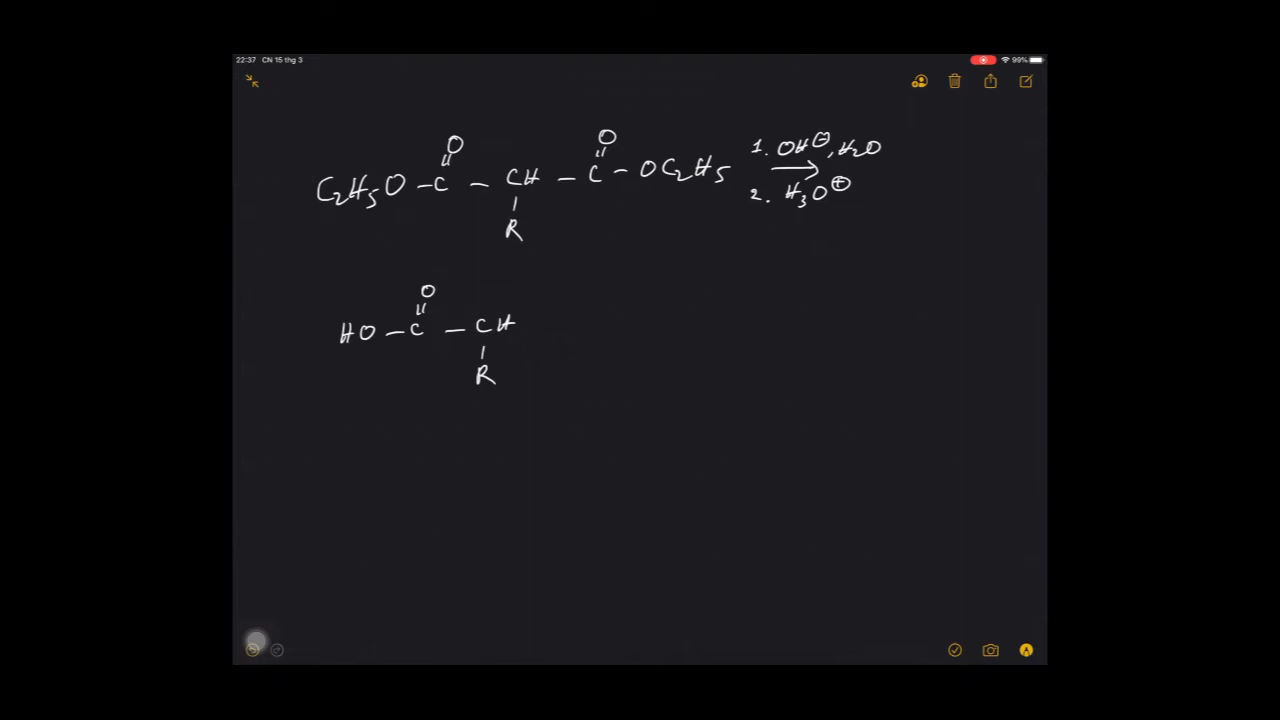 22:37 CN 15 thg 3 99%
O O
C2H5O – C – CH – C – OC2H5 1. OH⊖, H2O → 2. H3O⊕
R
O
HO – C – CH
R